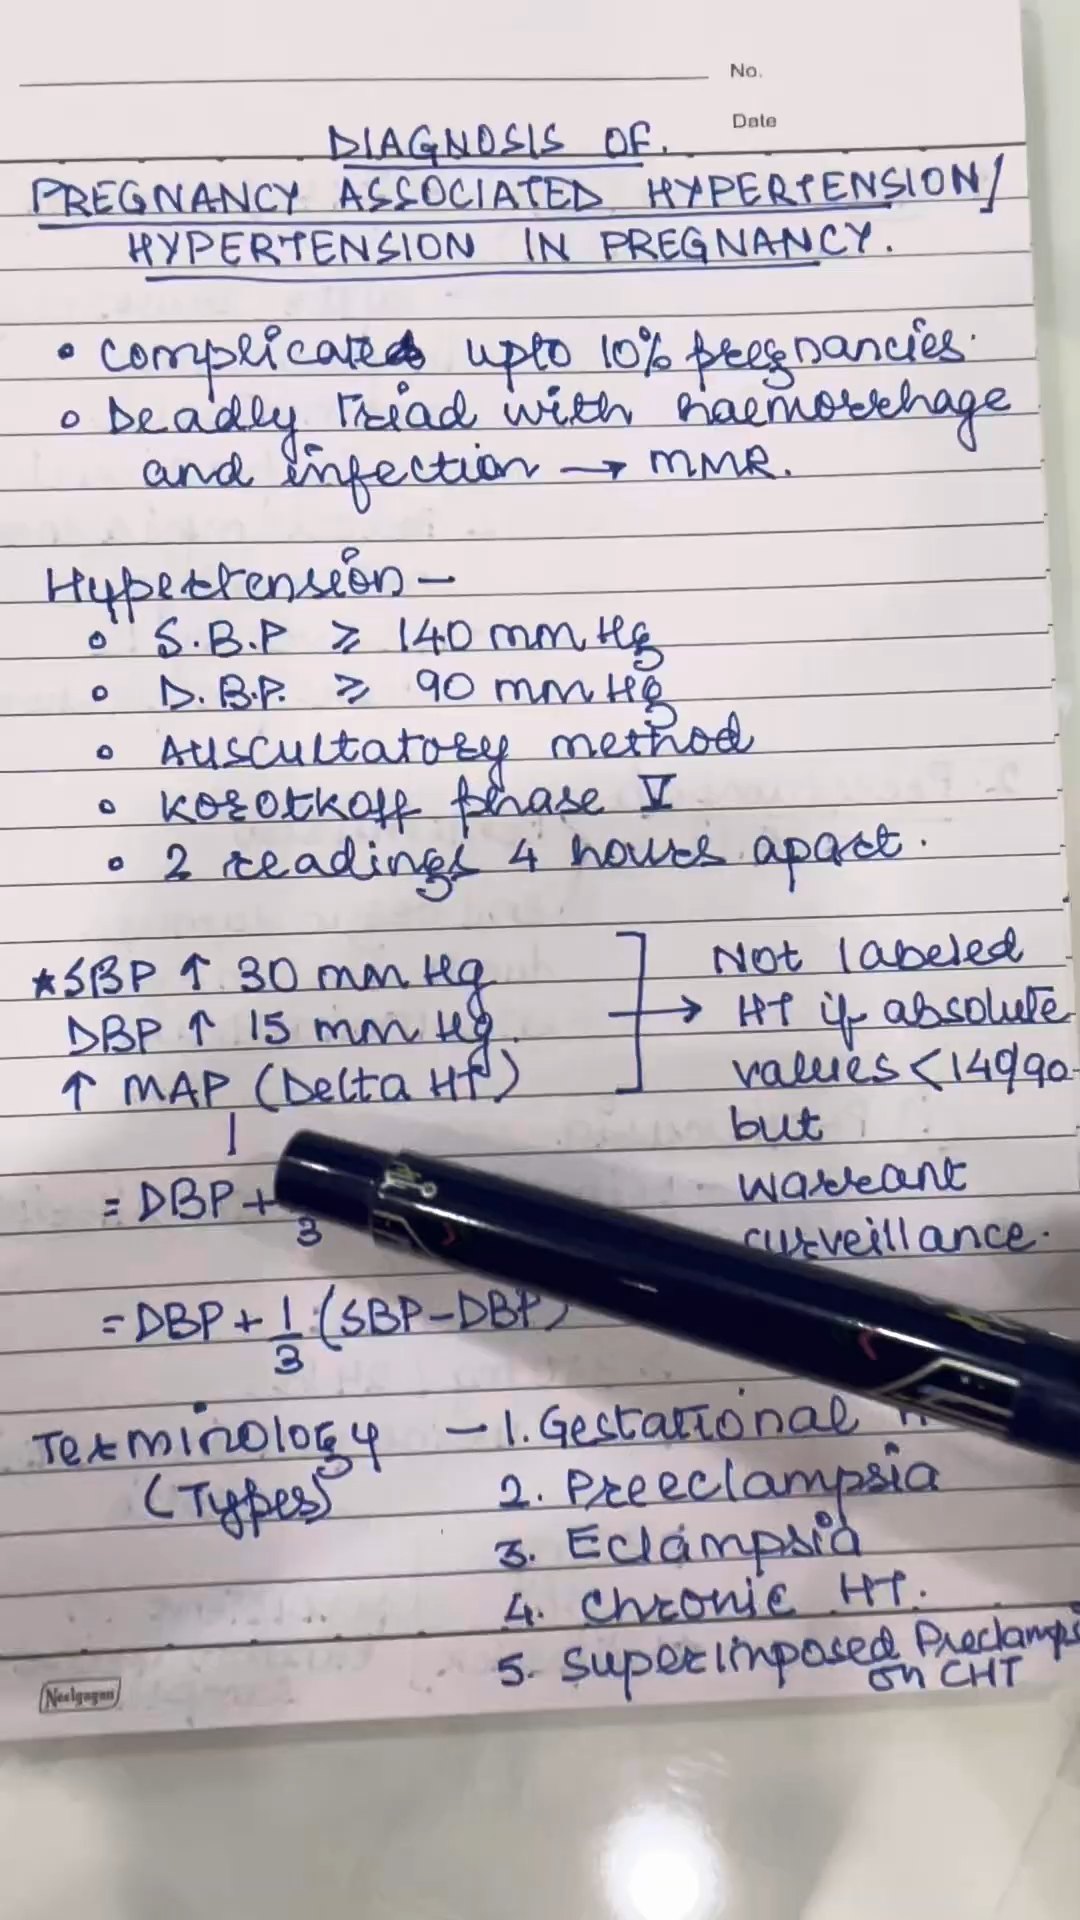 No.
Date
DIAGNOSIS OF.
PREGNANCY ASSOCIATED HYPERTENSION/
HYPERTENSION IN PREGNANCY.
• Complicated upto 10% pregnancies.
• Deadly Triad with haemorrhage
and infection → MMR.
Hypertension –
• S.B.P ≥ 140 mm Hg
• D.B.P. ≥ 90 mm Hg
• Auscultatory method
• Korotkoff phase V
• 2 readings 4 hours apart.
★SBP ↑ 30 mm Hg
DBP ↑ 15 mm Hg
↑ MAP (Delta HT)
→ Not labeled
HT if absolute
values < 140/90
but
warrant
surveillance.
= DBP + 3
= DBP + 1/3 (SBP – DBP)
Terminology – 1. Gestational
(Types) 2. Preeclampsia
3. Eclampsia
4. Chronic HT.
5. Superimposed Preclamps
on CHT
Neelgagan